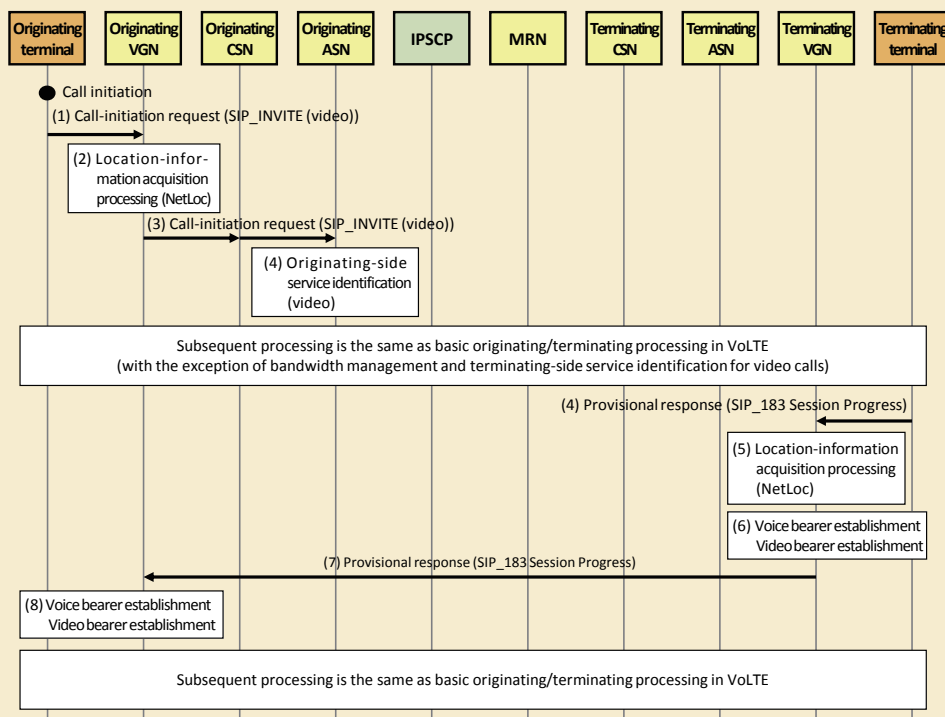 Originating terminal
Originating VGN
Originating CSN
Originating ASN
IPSCP
MRN
Terminating CSN
Terminating ASN
Terminating VGN
Terminating terminal
Call initiation
(1) Call-initiation request (SIP_INVITE (video))
(2) Location-infor-
mation acquisition
processing (NetLoc)
(3) Call-initiation request (SIP_INVITE (video))
(4) Originating-side
service identification
(video)
Subsequent processing is the same as basic originating/terminating processing in VoLTE
(with the exception of bandwidth management and terminating-side service identification for video calls)
(4) Provisional response (SIP_183 Session Progress)
(5) Location-information
acquisition processing
(NetLoc)
(6) Voice bearer establishment
Video bearer establishment
(7) Provisional response (SIP_183 Session Progress)
(8) Voice bearer establishment
Video bearer establishment
Subsequent processing is the same as basic originating/terminating processing in VoLTE